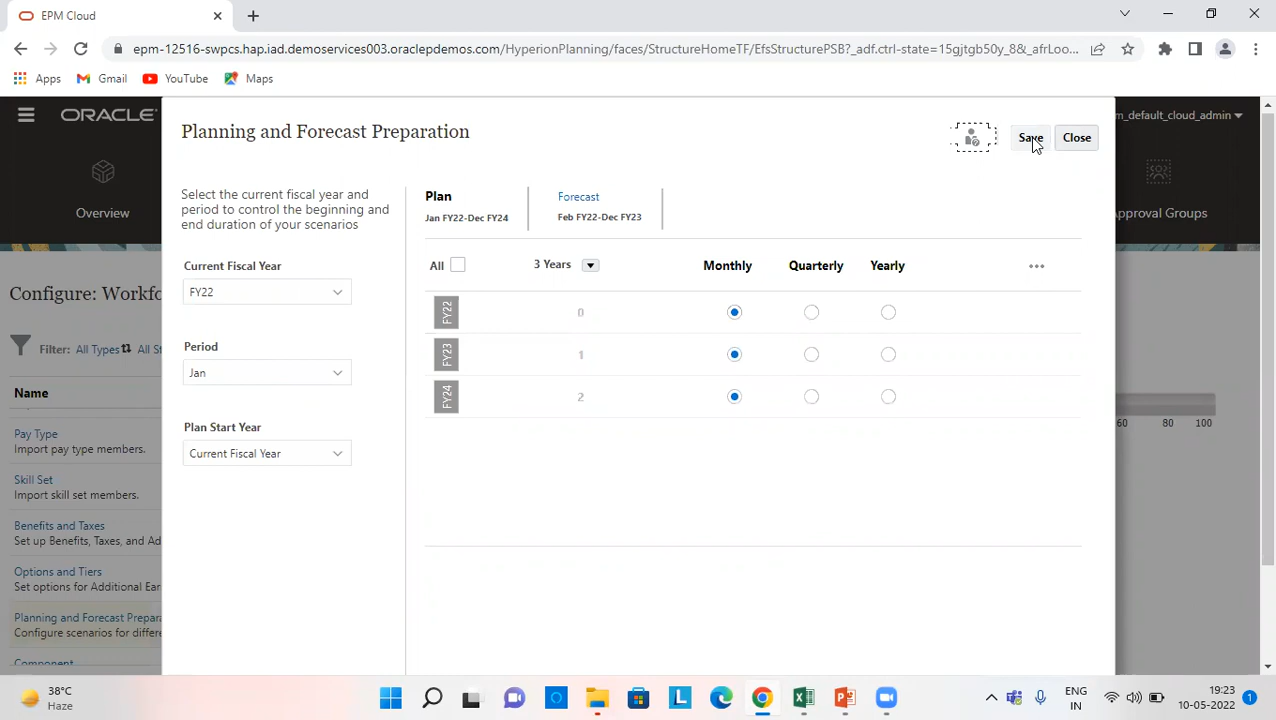 EPM Cloud
epm-12516-swpcs.hap.iad.demoservices003.oraclepdemos.com/HyperionPlanning/faces/StructureHomeTF/EfsStructurePSB?_adf.ctrl-state=15gjtgb50y_8&_afrLoo...
Apps
Gmail
YouTube
Maps
ORACLE
m_default_cloud_admin
Overview
Approval Groups
Configure: Workfo
Filter: All Types All St
Name
Pay Type
Import pay type members.
Skill Set
Import skill set members.
Benefits and Taxes
Set up Benefits, Taxes, and Ad
Options and Tiers
Set options for Additional Ear
Planning and Forecast Prepara
Configure scenarios for differe
Component
Planning and Forecast Preparation
Save
Close
Select the current fiscal year and
period to control the beginning and
end duration of your scenarios
Current Fiscal Year
FY22
Period
Jan
Plan Start Year
Current Fiscal Year
Plan
Jan FY22-Dec FY24
Forecast
Feb FY22-Dec FY23
All
3 Years
Monthly
Quarterly
Yearly
FY22
0
FY23
1
FY24
2
60 80 100
38°C
Haze
ENG
IN
19:23
10-05-2022
1